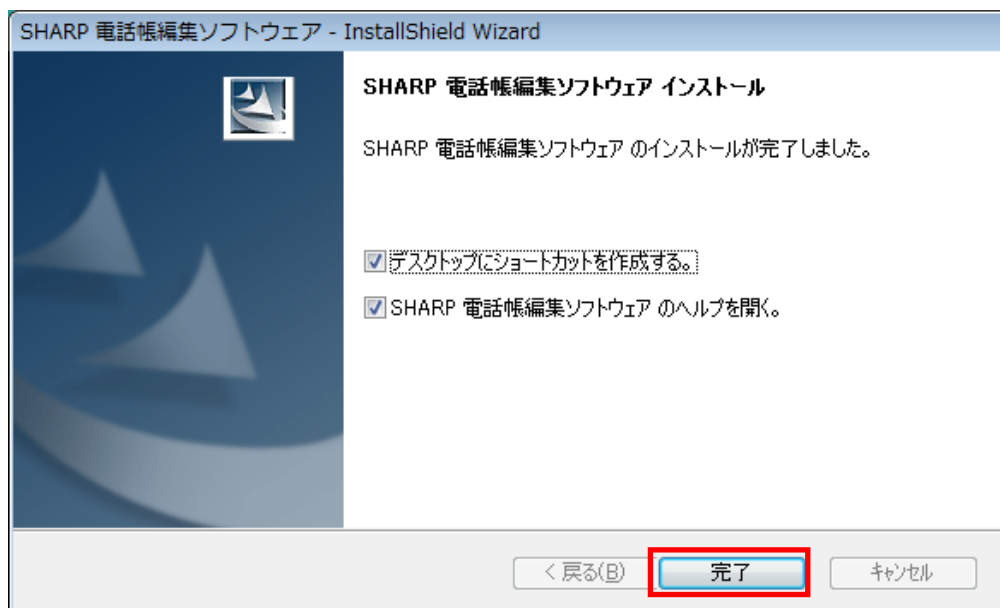 SHARP 電話帳編集ソフトウェア - InstallShield Wizard
SHARP 電話帳編集ソフトウェア インストール
SHARP 電話帳編集ソフトウェア のインストールが完了しました。
デスクトップにショートカットを作成する。
SHARP 電話帳編集ソフトウェア のヘルプを開く。
< 戻る(B) 完了 キャンセル